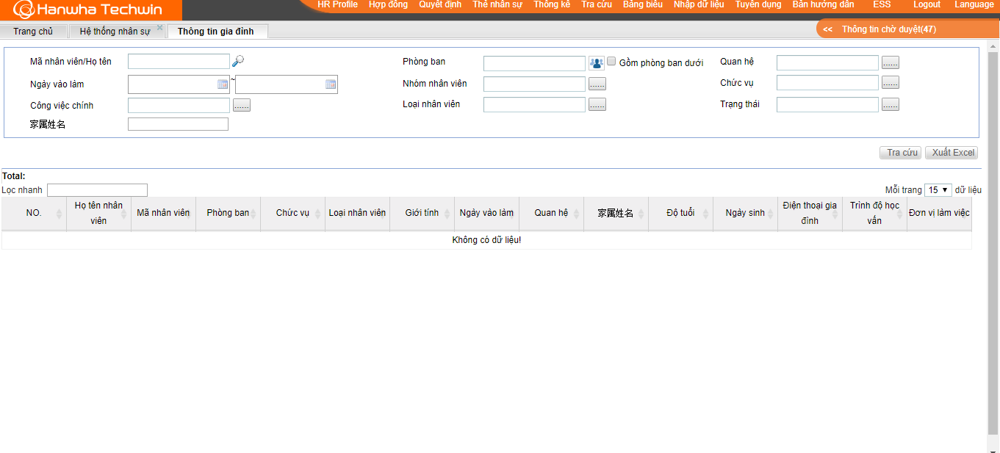 Hanwha Techwin
HR Profile Hợp đồng Quyết định Thẻ nhân sự Thống kê Tra cứu Bảng biểu Nhập dữ liệu Tuyển dụng Bản hướng dẫn ESS Logout Language
Trang chủ Hệ thống nhân sự Thông tin gia đình << Thông tin chờ duyệt(47)
Mã nhân viên/Họ tên Phòng ban Gồm phòng ban dưới Quan hệ ......
Ngày vào làm ~ Nhóm nhân viên ...... Chức vụ ......
Công việc chính ...... Loại nhân viên ...... Trạng thái ......
家属姓名
Tra cứu Xuất Excel
Total:
Lọc nhanh Mỗi trang 15 dữ liệu
NO. Họ tên nhân viên Mã nhân viên Phòng ban Chức vụ Loại nhân viên Giới tính Ngày vào làm Quan hệ 家属姓名 Độ tuổi Ngày sinh Điện thoại gia đình Trình độ học vấn Đơn vị làm việc
Không có dữ liệu!